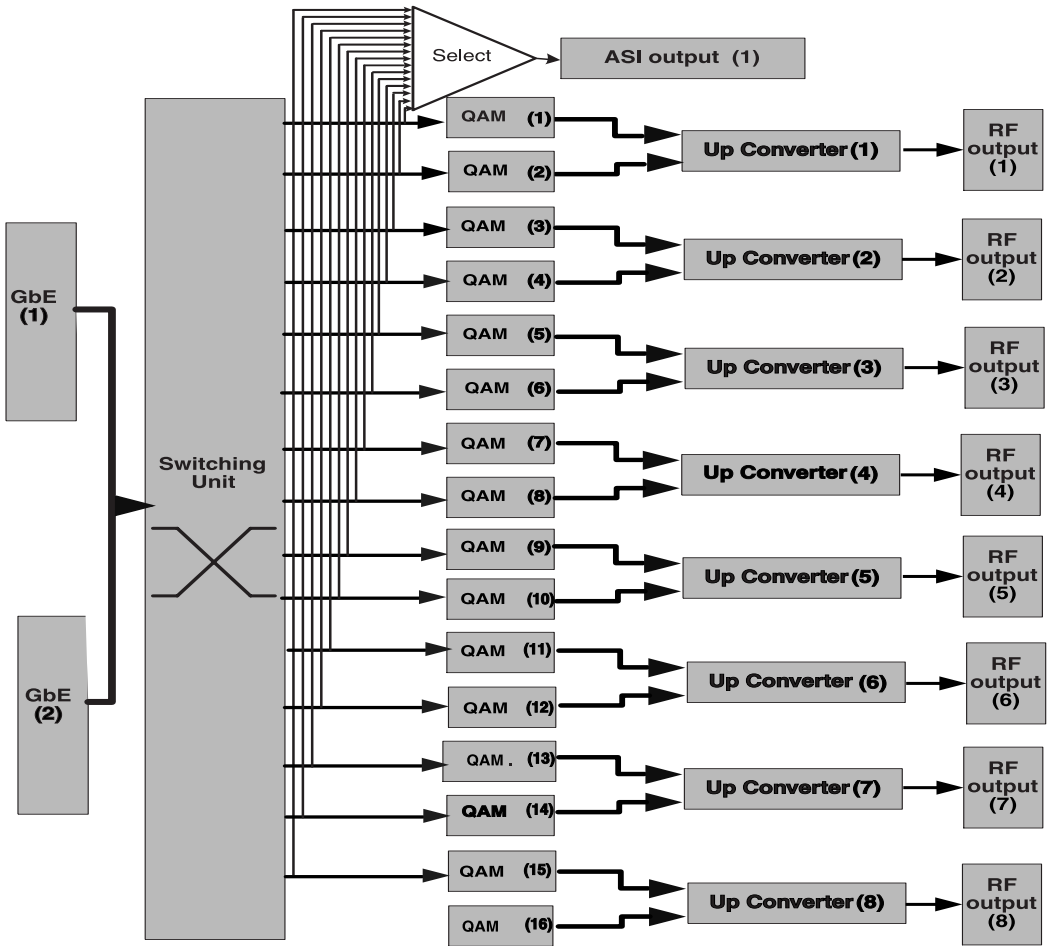 Select
ASI output (1)
GbE
(1)
GbE
(2)
Switching
Unit
QAM (1)
QAM (2)
Up Converter(1)
RF
output
(1)
QAM (3)
QAM (4)
Up Converter(2)
RF
output
(2)
QAM (5)
QAM (6)
Up Converter(3)
RF
output
(3)
QAM (7)
QAM (8)
Up Converter(4)
RF
output
(4)
QAM (9)
QAM (10)
Up Converter(5)
RF
output
(5)
QAM (11)
QAM (12)
Up Converter (6)
RF
output
(6)
QAM . (13)
QAM (14)
Up Converter(7)
RF
output
(7)
QAM (15)
QAM (16)
Up Converter(8)
RF
output
(8)